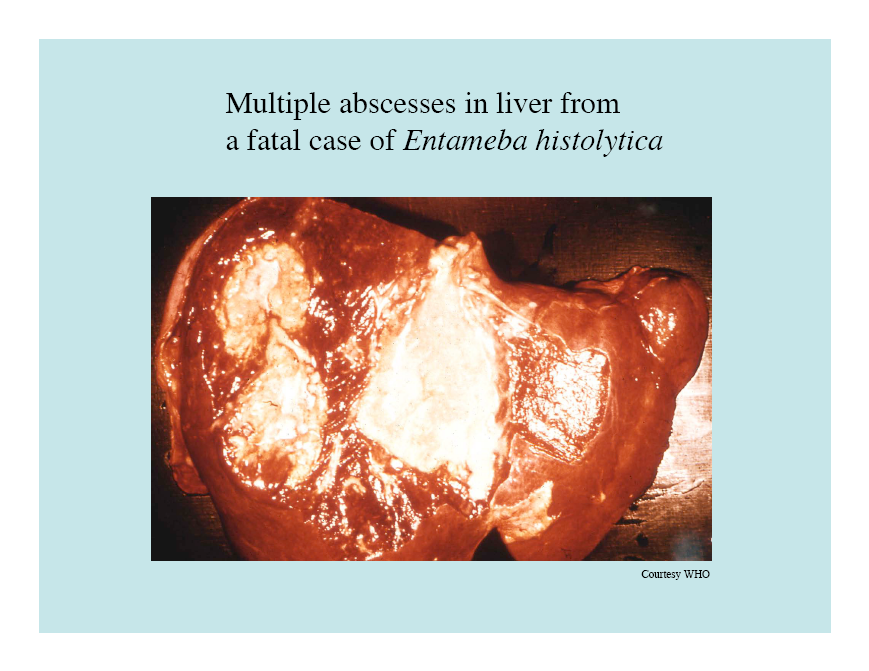 Multiple abscesses in liver from
a fatal case of Entameba histolytica
Courtesy WHO